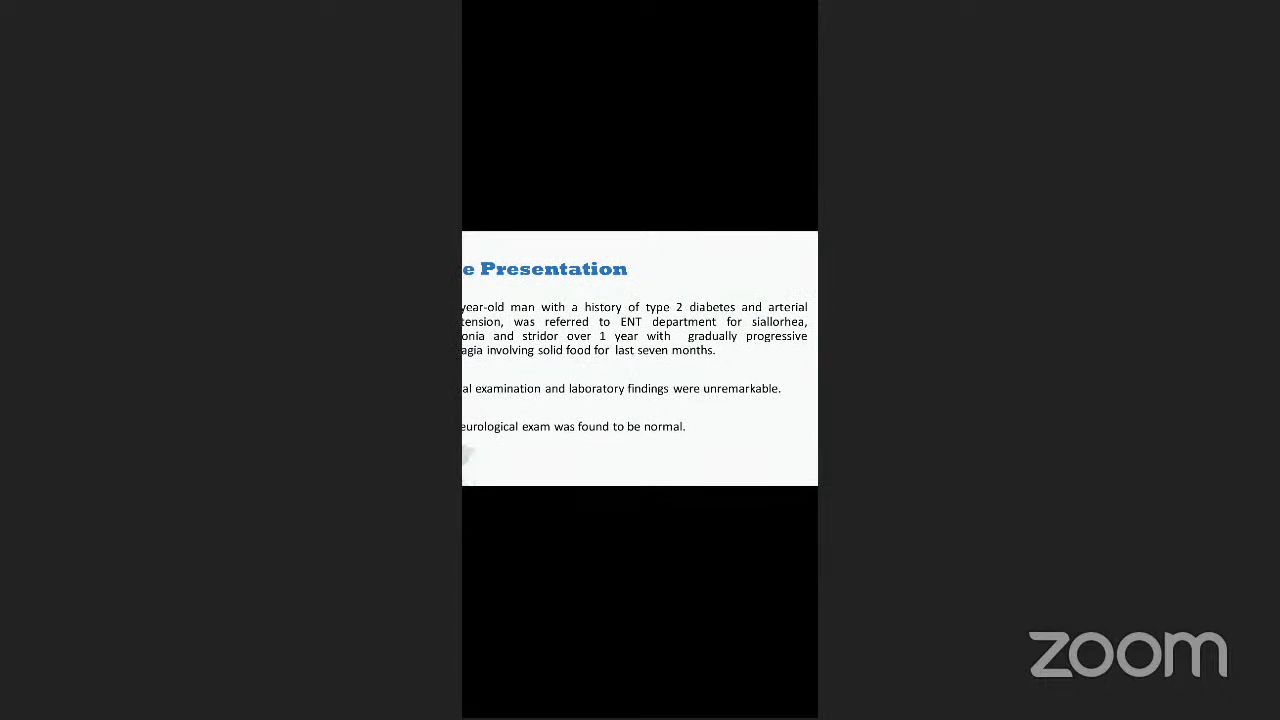 e Presentation
year-old man with a history of type 2 diabetes and arterial
tension, was referred to ENT department for siallorhea,
onia and stridor over 1 year with gradually progressive
agia involving solid food for last seven months.
al examination and laboratory findings were unremarkable.
eurological exam was found to be normal.
zoom